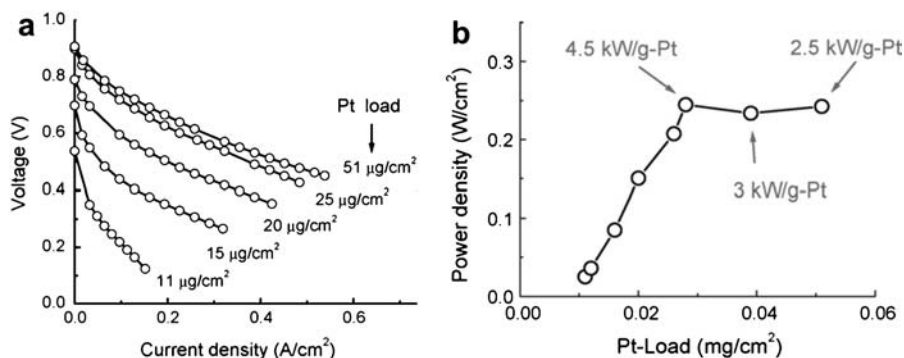 a
1.0
0.8
0.6
0.4
0.2
0.0
Voltage (V)
0.0
0.2
0.4
0.6
Current density (A/cm²)
Pt load
51 µg/cm²
25 µg/cm²
20 µg/cm²
15 µg/cm²
11 µg/cm²
b
4.5 kW/g-Pt
2.5 kW/g-Pt
3 kW/g-Pt
0.3
0.2
0.1
0.0
Power density (W/cm²)
0.00
0.02
0.04
0.06
Pt-Load (mg/cm²)